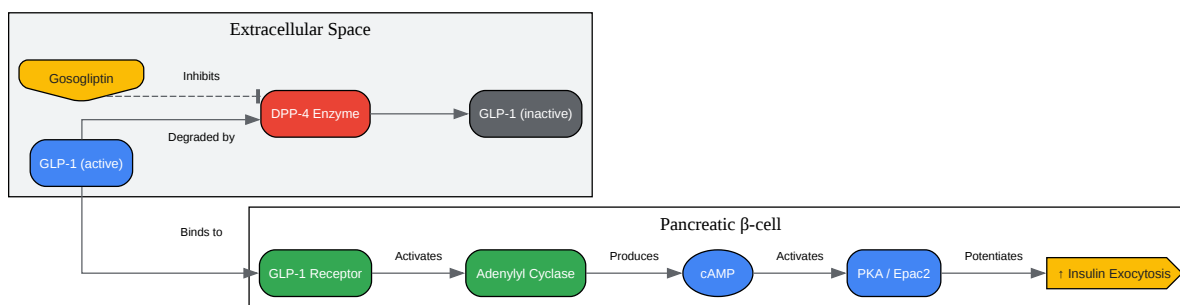 Extracellular Space
Gosogliptin
Inhibits
DPP-4 Enzyme
GLP-1 (inactive)
Degraded by
GLP-1 (active)
Binds to
Pancreatic β-cell
GLP-1 Receptor
Activates
Adenylyl Cyclase
Produces
cAMP
Activates
PKA / Epac2
Potentiates
↑ Insulin Exocytosis